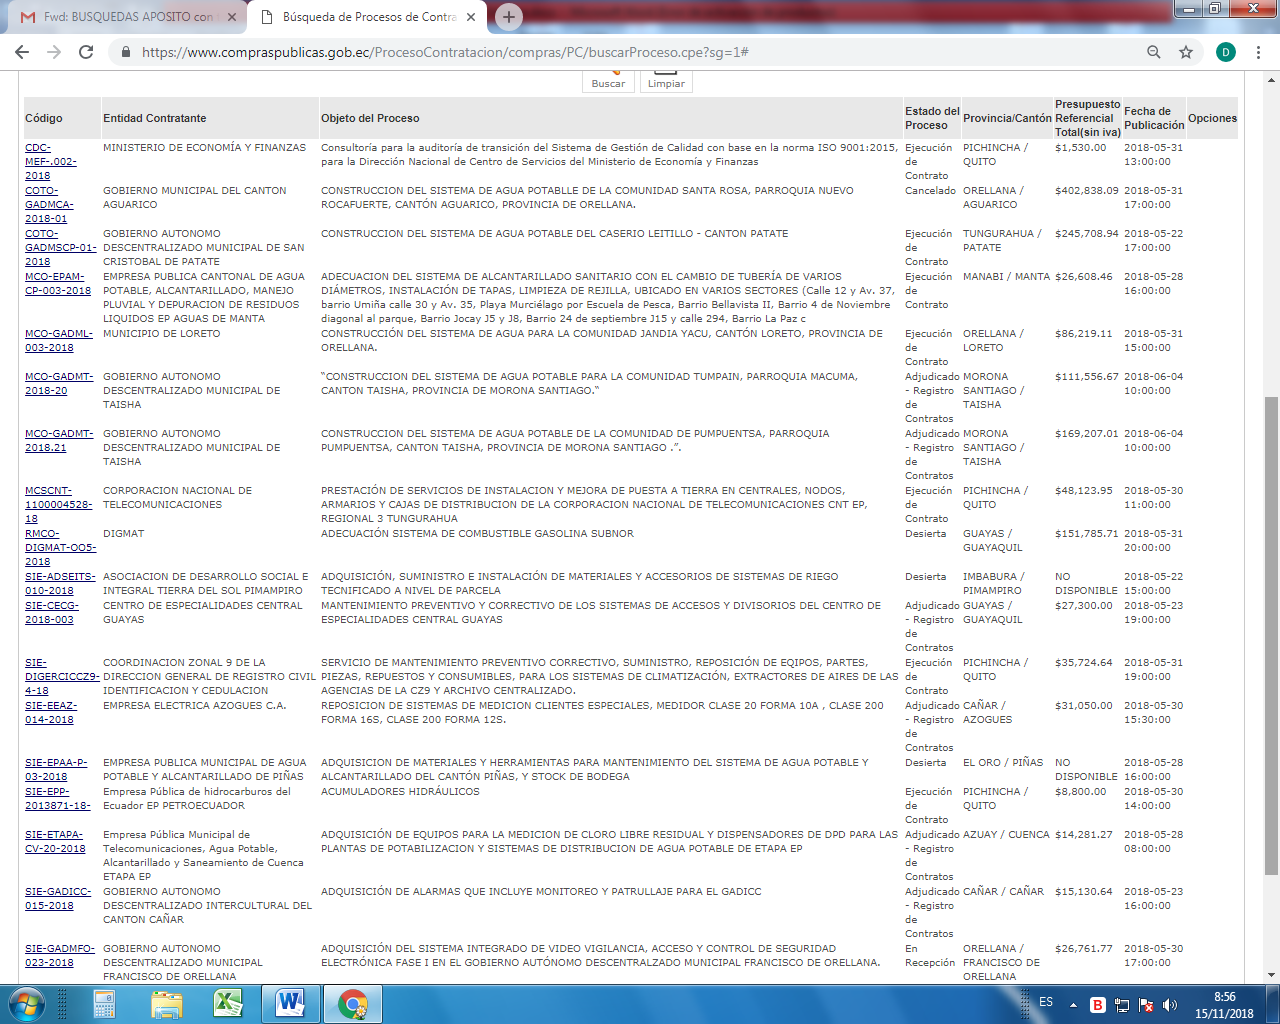 Fwd: BUSQUEDAS APOSITO con
Búsqueda de Procesos de Contra
https://www.compraspublicas.gob.ec/ProcesoContratacion/compras/PC/buscarProceso.cpe?sg=1#
D
Buscar Limpiar
Código Entidad Contratante Objeto del Proceso Estado del Proceso Provincia/Cantón Presupuesto Referencial Total(sin iva) Fecha de Publicación Opciones
CDC- MINISTERIO DE ECONOMÍA Y FINANZAS Consultoría para la auditoría de transición del Sistema de Gestión de Calidad con base en la norma ISO 9001:2015, Ejecución PICHINCHA / $1,530.00 2018-05-31
MEF-.002- para la Dirección Nacional de Centro de Servicios del Ministerio de Economía y Finanzas de QUITO 13:00:00
2018 Contrato
COTO- GOBIERNO MUNICIPAL DEL CANTON CONSTRUCCION DEL SISTEMA DE AGUA POTABLLE DE LA COMUNIDAD SANTA ROSA, PARROQUIA NUEVO Cancelado ORELLANA / $402,838.09 2018-05-31
GADMCA- AGUARICO ROCAFUERTE, CANTÓN AGUARICO, PROVINCIA DE ORELLANA. AGUARICO 17:00:00
2018-01
COTO- GOBIERNO AUTONOMO CONSTRUCCION DEL SISTEMA DE AGUA POTABLE DEL CASERIO LEITILLO - CANTON PATATE Ejecución TUNGURAHUA / $245,708.94 2018-05-22
GADMSCP-01- DESCENTRALIZADO MUNICIPAL DE SAN de PATATE 17:00:00
2018 CRISTOBAL DE PATATE Contrato
MCO-EPAM- EMPRESA PUBLICA CANTONAL DE AGUA ADECUACION DEL SISTEMA DE ALCANTARILLADO SANITARIO CON EL CAMBIO DE TUBERÍA DE VARIOS Ejecución MANABI / MANTA $26,608.46 2018-05-28
CP-003-2018 POTABLE, ALCANTARILLADO, MANEJO DIÁMETROS, INSTALACIÓN DE TAPAS, LIMPIEZA DE REJILLA, UBICADO EN VARIOS SECTORES (Calle 12 y Av. 37, de 16:00:00
PLUVIAL Y DEPURACION DE RESIDUOS barrio Umiña calle 30 y Av. 35, Playa Murciélago por Escuela de Pesca, Barrio Bellavista II, Barrio 4 de Noviembre Contrato
LIQUIDOS EP AGUAS DE MANTA diagonal al parque, Barrio Jocay J5 y J8, Barrio 24 de septiembre J15 y calle 294, Barrio La Paz c
MCO-GADML- MUNICIPIO DE LORETO CONSTRUCCIÓN DEL SISTEMA DE AGUA PARA LA COMUNIDAD JANDIA YACU, CANTÓN LORETO, PROVINCIA DE Ejecución ORELLANA / $86,219.11 2018-05-31
003-2018 ORELLANA. de LORETO 15:00:00
Contrato
MCO-GADMT- GOBIERNO AUTONOMO “CONSTRUCCION DEL SISTEMA DE AGUA POTABLE PARA LA COMUNIDAD TUMPAIN, PARROQUIA MACUMA, Adjudicado MORONA $111,556.67 2018-06-04
2018-20 DESCENTRALIZADO MUNICIPAL DE CANTON TAISHA, PROVINCIA DE MORONA SANTIAGO.“ - Registro SANTIAGO / 10:00:00
TAISHA de TAISHA
Contratos
MCO-GADMT- GOBIERNO AUTONOMO CONSTRUCCION DEL SISTEMA DE AGUA POTABLE DE LA COMUNIDAD DE PUMPUENTSA, PARROQUIA Adjudicado MORONA $169,207.01 2018-06-04
2018.21 DESCENTRALIZADO MUNICIPAL DE PUMPUENTSA, CANTON TAISHA, PROVINCIA DE MORONA SANTIAGO .”. - Registro SANTIAGO / 10:00:00
TAISHA de TAISHA
Contratos
MCSCNT- CORPORACION NACIONAL DE PRESTACIÓN DE SERVICIOS DE INSTALACION Y MEJORA DE PUESTA A TIERRA EN CENTRALES, NODOS, Ejecución PICHINCHA / $48,123.95 2018-05-30
1100004528- TELECOMUNICACIONES ARMARIOS Y CAJAS DE DISTRIBUCION DE LA CORPORACION NACIONAL DE TELECOMUNICACIONES CNT EP, de QUITO 11:00:00
18 REGIONAL 3 TUNGURAHUA Contrato
RMCO- DIGMAT ADECUACIÓN SISTEMA DE COMBUSTIBLE GASOLINA SUBNOR Desierta GUAYAS / $151,785.71 2018-05-31
DIGMAT-OO5- GUAYAQUIL 20:00:00
2018
SIE-ADSEITS- ASOCIACION DE DESARROLLO SOCIAL E ADQUISICIÓN, SUMINISTRO E INSTALACIÓN DE MATERIALES Y ACCESORIOS DE SISTEMAS DE RIEGO Desierta IMBABURA / NO 2018-05-22
010-2018 INTEGRAL TIERRA DEL SOL PIMAMPIRO TECNIFICADO A NIVEL DE PARCELA PIMAMPIRO DISPONIBLE 15:00:00
SIE-CECG- CENTRO DE ESPECIALIDADES CENTRAL MANTENIMIENTO PREVENTIVO Y CORRECTIVO DE LOS SISTEMAS DE ACCESOS Y DIVISORIOS DEL CENTRO DE Adjudicado GUAYAS / $27,300.00 2018-05-23
2018-003 GUAYAS ESPECIALIDADES CENTRAL GUAYAS - Registro GUAYAQUIL 19:00:00
de
Contratos
SIE- COORDINACION ZONAL 9 DE LA SERVICIO DE MANTENIMIENTO PREVENTIVO CORRECTIVO, SUMINISTRO, REPOSICIÓN DE EQIPOS, PARTES, Ejecución PICHINCHA / $35,724.64 2018-05-31
DIGERCICCZ9- DIRECCION GENERAL DE REGISTRO CIVIL PIEZAS, REPUESTOS Y CONSUMIBLES, PARA LOS SISTEMAS DE CLIMATIZACIÓN, EXTRACTORES DE AIRES DE LAS de QUITO 19:00:00
4-18 IDENTIFICACION Y CEDULACION AGENCIAS DE LA CZ9 Y ARCHIVO CENTRALIZADO. Contrato
SIE-EEAZ- EMPRESA ELECTRICA AZOGUES C.A. REPOSICION DE SISTEMAS DE MEDICION CLIENTES ESPECIALES, MEDIDOR CLASE 20 FORMA 10A , CLASE 200 Adjudicado CAÑAR / $31,050.00 2018-05-30
014-2018 FORMA 16S, CLASE 200 FORMA 12S. - Registro AZOGUES 15:30:00
de
Contratos
SIE-EPAA-P- EMPRESA PUBLICA MUNICIPAL DE AGUA ADQUISICION DE MATERIALES Y HERRAMIENTAS PARA MANTENIMIENTO DEL SISTEMA DE AGUA POTABLE Y Desierta EL ORO / PIÑAS NO 2018-05-28
03-2018 POTABLE Y ALCANTARILLADO DE PIÑAS ALCANTARILLADO DEL CANTÓN PIÑAS, Y STOCK DE BODEGA DISPONIBLE 16:00:00
SIE-EPP- Empresa Pública de hidrocarburos del ACUMULADORES HIDRÁULICOS Ejecución PICHINCHA / $8,800.00 2018-05-30
2013871-18- Ecuador EP PETROECUADOR de QUITO 14:00:00
Contrato
SIE-ETAPA- Empresa Pública Municipal de ADQUISICIÓN DE EQUIPOS PARA LA MEDICION DE CLORO LIBRE RESIDUAL Y DISPENSADORES DE DPD PARA LAS Adjudicado AZUAY / CUENCA $14,281.27 2018-05-28
CV-20-2018 Telecomunicaciones, Agua Potable, PLANTAS DE POTABILIZACION Y SISTEMAS DE DISTRIBUCION DE AGUA POTABLE DE ETAPA EP - Registro 08:00:00
Alcantarillado y Saneamiento de Cuenca de
ETAPA EP Contratos
SIE-GADICC- GOBIERNO AUTONOMO ADQUISICIÓN DE ALARMAS QUE INCLUYE MONITOREO Y PATRULLAJE PARA EL GADICC Adjudicado CAÑAR / CAÑAR $15,130.64 2018-05-23
015-2018 DESCENTRALIZADO INTERCULTURAL DEL - Registro 16:00:00
CANTON CAÑAR de
Contratos
SIE-GADMFO- GOBIERNO AUTONOMO ADQUISICIÓN DEL SISTEMA INTEGRADO DE VIDEO VIGILANCIA, ACCESO Y CONTROL DE SEGURIDAD En ORELLANA / $26,761.77 2018-05-30
023-2018 DESCENTRALIZADO MUNICIPAL ELECTRÓNICA FASE I EN EL GOBIERNO AUTÓNOMO DESCENTRALZADO MUNICIPAL FRANCISCO DE ORELLANA. Recepción FRANCISCO DE 17:00:00
FRANCISCO DE ORELLANA ORELLANA
ES B 8:56
15/11/2018